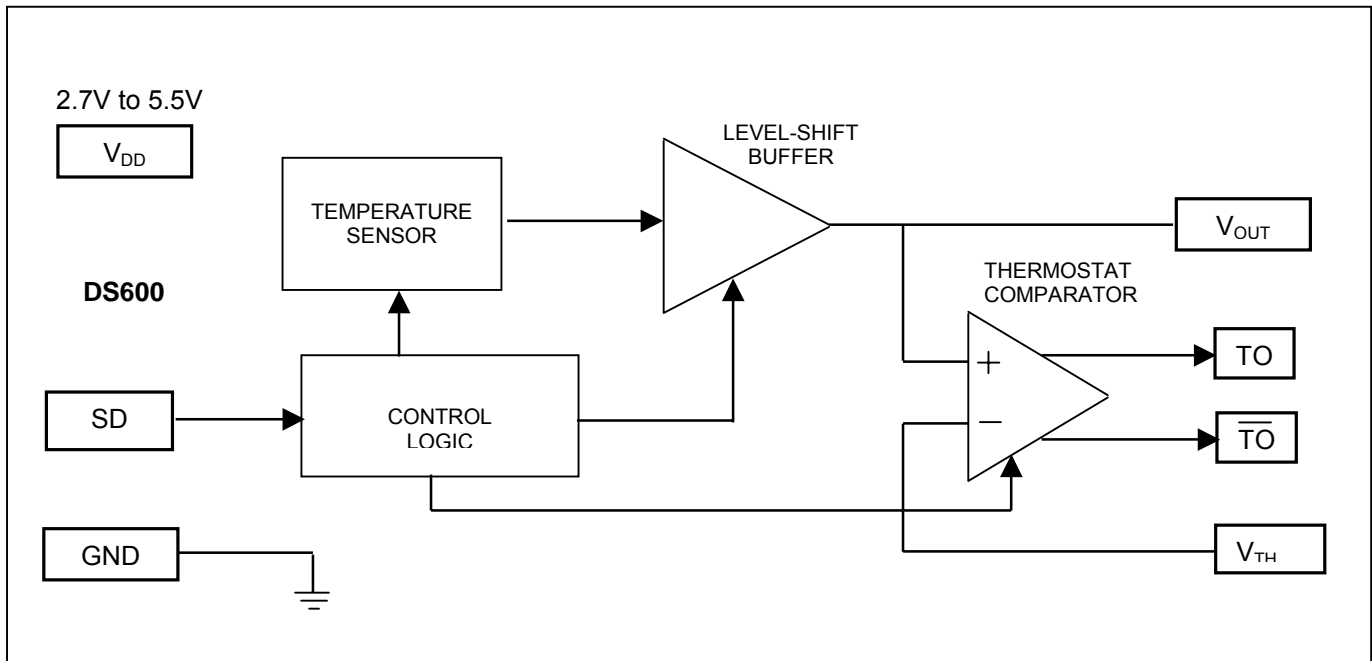 2.7V to 5.5V
VDD
LEVEL-SHIFT
BUFFER
TEMPERATURE
SENSOR
VOUT
DS600
THERMOSTAT
COMPARATOR
+
TO
SD
CONTROL
LOGIC
−
T̅O̅
GND
VTH